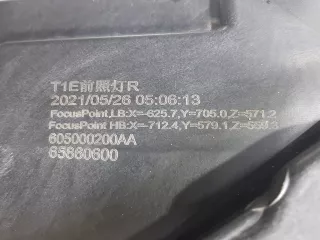 T1E前照灯R
2021/05/26 05:06:13
FocusPoint,LB:X=-625.7,Y=705.0,Z=571.2
FocusPoint HB:X=-712.4,Y=579.1,Z=559.3
605000200AA
65860600